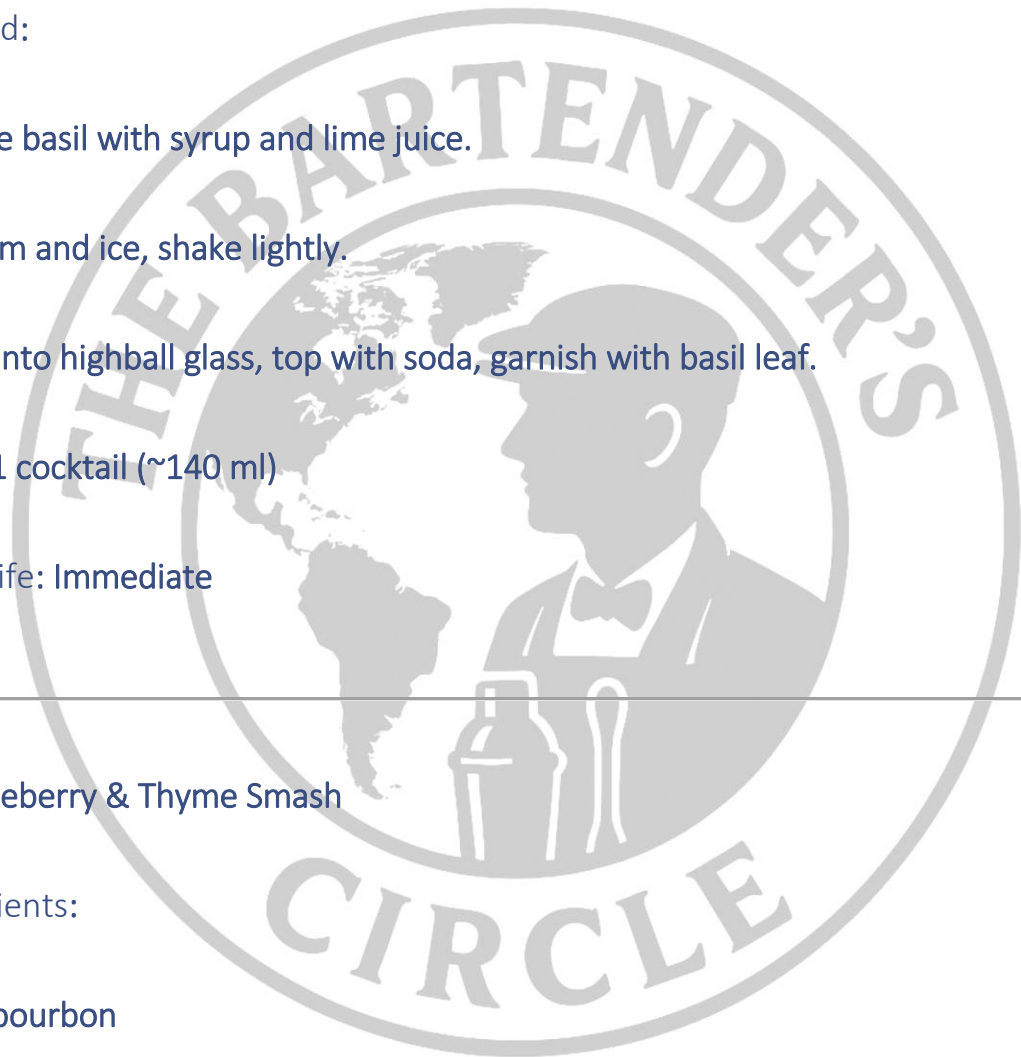 d:
e basil with syrup and lime juice.
m and ice, shake lightly.
nto highball glass, top with soda, garnish with basil leaf.
1 cocktail (~140 ml)
ife: Immediate
eberry & Thyme Smash
ients:
bourbon
THE BARTENDER'S
CIRCLE